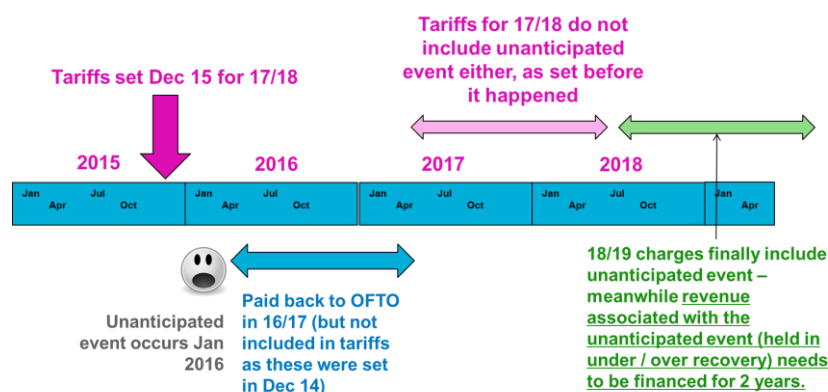 Tariffs for 17/18 do not
include unanticipated
event either, as set before
it happened
Tariffs set Dec 15 for 17/18
2015
2016
2017
2018
Jan
Apr
Jul
Oct
Jan
Apr
Jul
Oct
Jan
Apr
Jul
Oct
Jan
Apr
Jul
Oct
Jan
Apr
Unanticipated
event occurs Jan
2016
Paid back to OFTO
in 16/17 (but not
included in tariffs
as these were set
in Dec 14)
18/19 charges finally include
unanticipated event –
meanwhile revenue
associated with the
unanticipated event (held in
under / over recovery) needs
to be financed for 2 years.